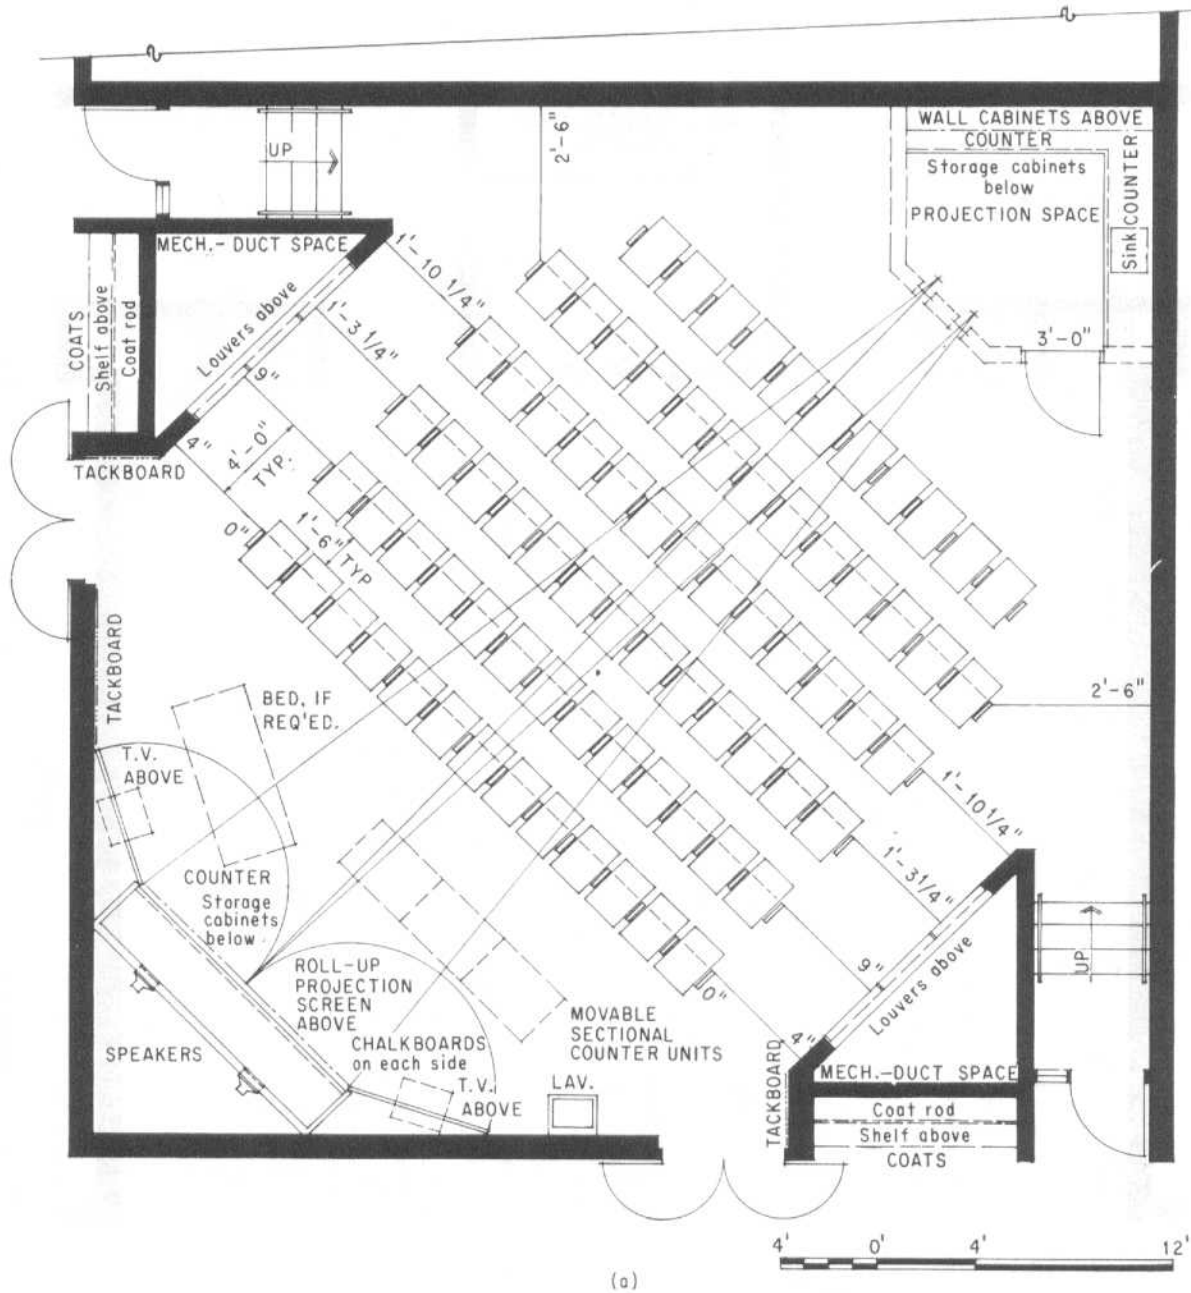 UP
2'-6"
WALL CABINETS ABOVE
COUNTER
Storage cabinets
below
PROJECTION SPACE
Sink
COUNTER
3'-0"
MECH.- DUCT SPACE
Louvers above
COATS
Shelf above
Coat rod
TACKBOARD
1'-10 1/4"
1'-3 1/4"
9"
4"
0"
4'-0"
TYP.
1'-6"
TYP
TACKBOARD
BED, IF
REQ'ED.
T.V.
ABOVE
COUNTER
Storage
cabinets
below
ROLL-UP
PROJECTION
SCREEN
ABOVE
CHALKBOARDS
on each side
T.V.
ABOVE
SPEAKERS
MOVABLE
SECTIONAL
COUNTER UNITS
LAV.
2'-6"
1'-10 1/4"
1'-3 1/4"
9"
0"
4"
Louvers above
UP
TACKBOARD
MECH.-DUCT SPACE
Coat rod
Shelf above
COATS
4' 0' 4' 12'
(a)